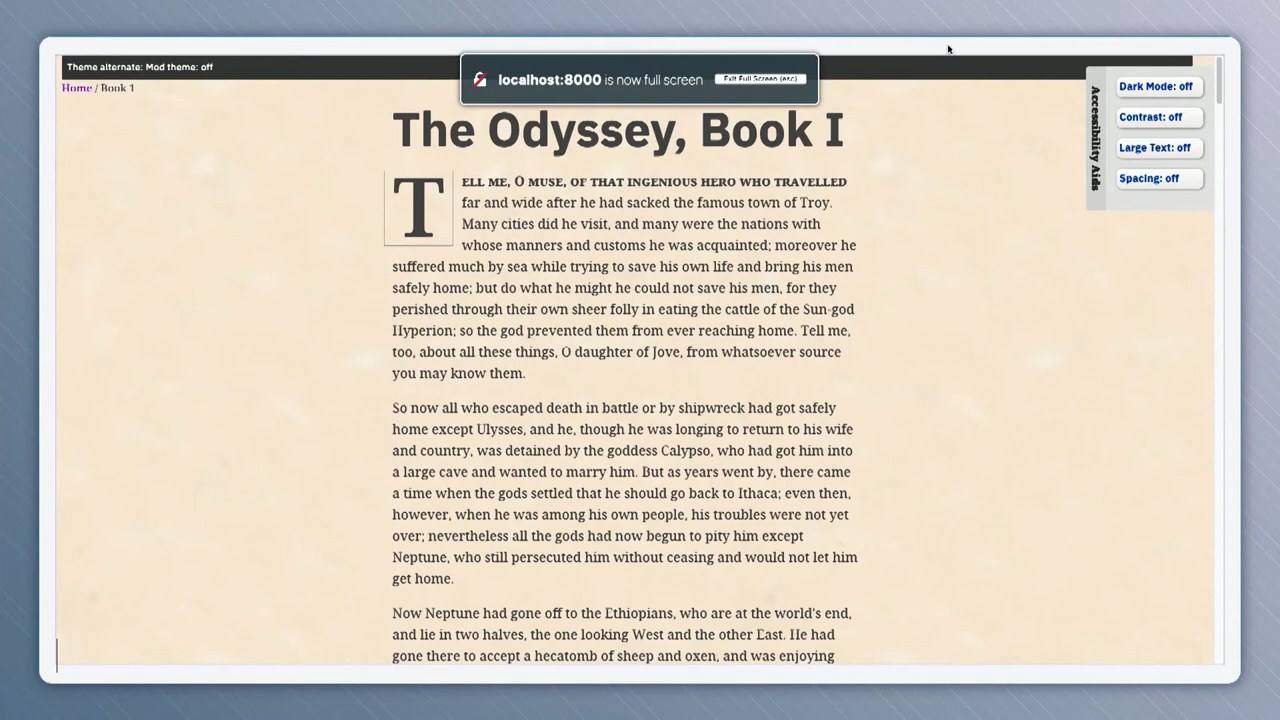 Theme alternate: Mod theme: off
localhost:8000 is now full screen
Exit Full Screen (esc)
Home / Book 1
Accessibility Aids
Dark Mode: off
Contrast: off
Large Text: off
Spacing: off
The Odyssey, Book I
TELL ME, O MUSE, OF THAT INGENIOUS HERO WHO TRAVELLED
far and wide after he had sacked the famous town of Troy.
Many cities did he visit, and many were the nations with
whose manners and customs he was acquainted; moreover he
suffered much by sea while trying to save his own life and bring his men
safely home; but do what he might he could not save his men, for they
perished through their own sheer folly in eating the cattle of the Sun-god
Hyperion; so the god prevented them from ever reaching home. Tell me,
too, about all these things, O daughter of Jove, from whatsoever source
you may know them.
So now all who escaped death in battle or by shipwreck had got safely
home except Ulysses, and he, though he was longing to return to his wife
and country, was detained by the goddess Calypso, who had got him into
a large cave and wanted to marry him. But as years went by, there came
a time when the gods settled that he should go back to Ithaca; even then,
however, when he was among his own people, his troubles were not yet
over; nevertheless all the gods had now begun to pity him except
Neptune, who still persecuted him without ceasing and would not let him
get home.
Now Neptune had gone off to the Ethiopians, who are at the world's end,
and lie in two halves, the one looking West and the other East. He had
gone there to accept a hecatomb of sheep and oxen, and was enjoying